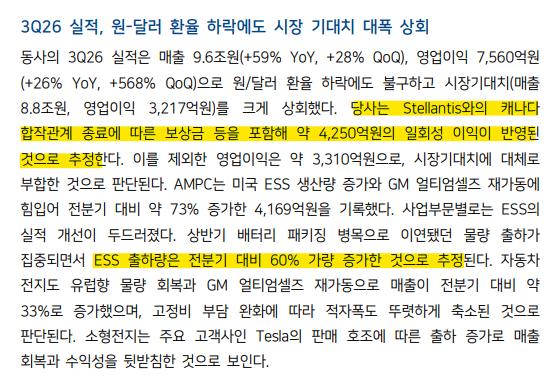 3Q26 실적, 원-달러 환율 하락에도 시장 기대치 대폭 상회
동사의 3Q26 실적은 매출 9.6조원(+59% YoY, +28% QoQ), 영업이익 7,560억원
(+26% YoY, +568% QoQ)으로 원/달러 환율 하락에도 불구하고 시장기대치(매출
8.8조원, 영업이익 3,217억원)를 크게 상회했다. 당사는 Stellantis와의 캐나다
합작관계 종료에 따른 보상금 등을 포함해 약 4,250억원의 일회성 이익이 반영된
것으로 추정한다. 이를 제외한 영업이익은 약 3,310억원으로, 시장기대치에 대체로
부합한 것으로 판단된다. AMPC는 미국 ESS 생산량 증가와 GM 얼티엄셀즈 재가동에
힘입어 전분기 대비 약 73% 증가한 4,169억원을 기록했다. 사업부문별로는 ESS의
실적 개선이 두드러졌다. 상반기 배터리 패키징 병목으로 이연됐던 물량 출하가
집중되면서 ESS 출하량은 전분기 대비 60% 가량 증가한 것으로 추정된다. 자동차
전지도 유럽향 물량 회복과 GM 얼티엄셀즈 재가동으로 매출이 전분기 대비 약
33%로 증가했으며, 고정비 부담 완화에 따라 적자폭도 뚜렷하게 축소된 것으로
판단된다. 소형전지는 주요 고객사인 Tesla의 판매 호조에 따른 출하 증가로 매출
회복과 수익성을 뒷받침한 것으로 보인다.